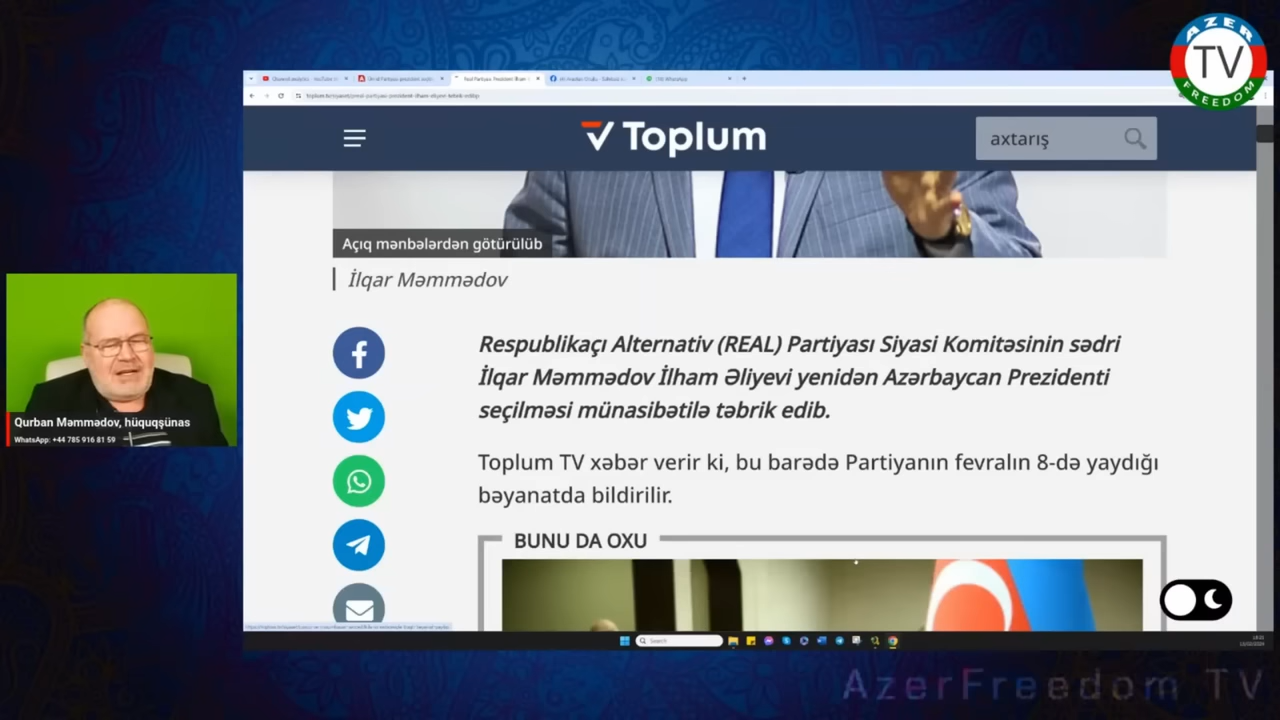 AZER
TV
FREEDOM
Toplum
axtarış
Açıq mənbələrdən götürülüb
İlqar Məmmədov
Respublikaçı Alternativ (REAL) Partiyası Siyasi Komitəsinin sədri
İlqar Məmmədov İlham Əliyevi yenidən Azərbaycan Prezidenti
seçilməsi münasibətilə təbrik edib.
Toplum TV xəbər verir ki, bu barədə Partiyanın fevralın 8-də yaydığı
bəyanatda bildirilir.
BUNU DA OXU
Qurban Məmmədov, hüquqşünas
WhatsApp: +44 785 916 81 59
Search
AzerFreedom TV